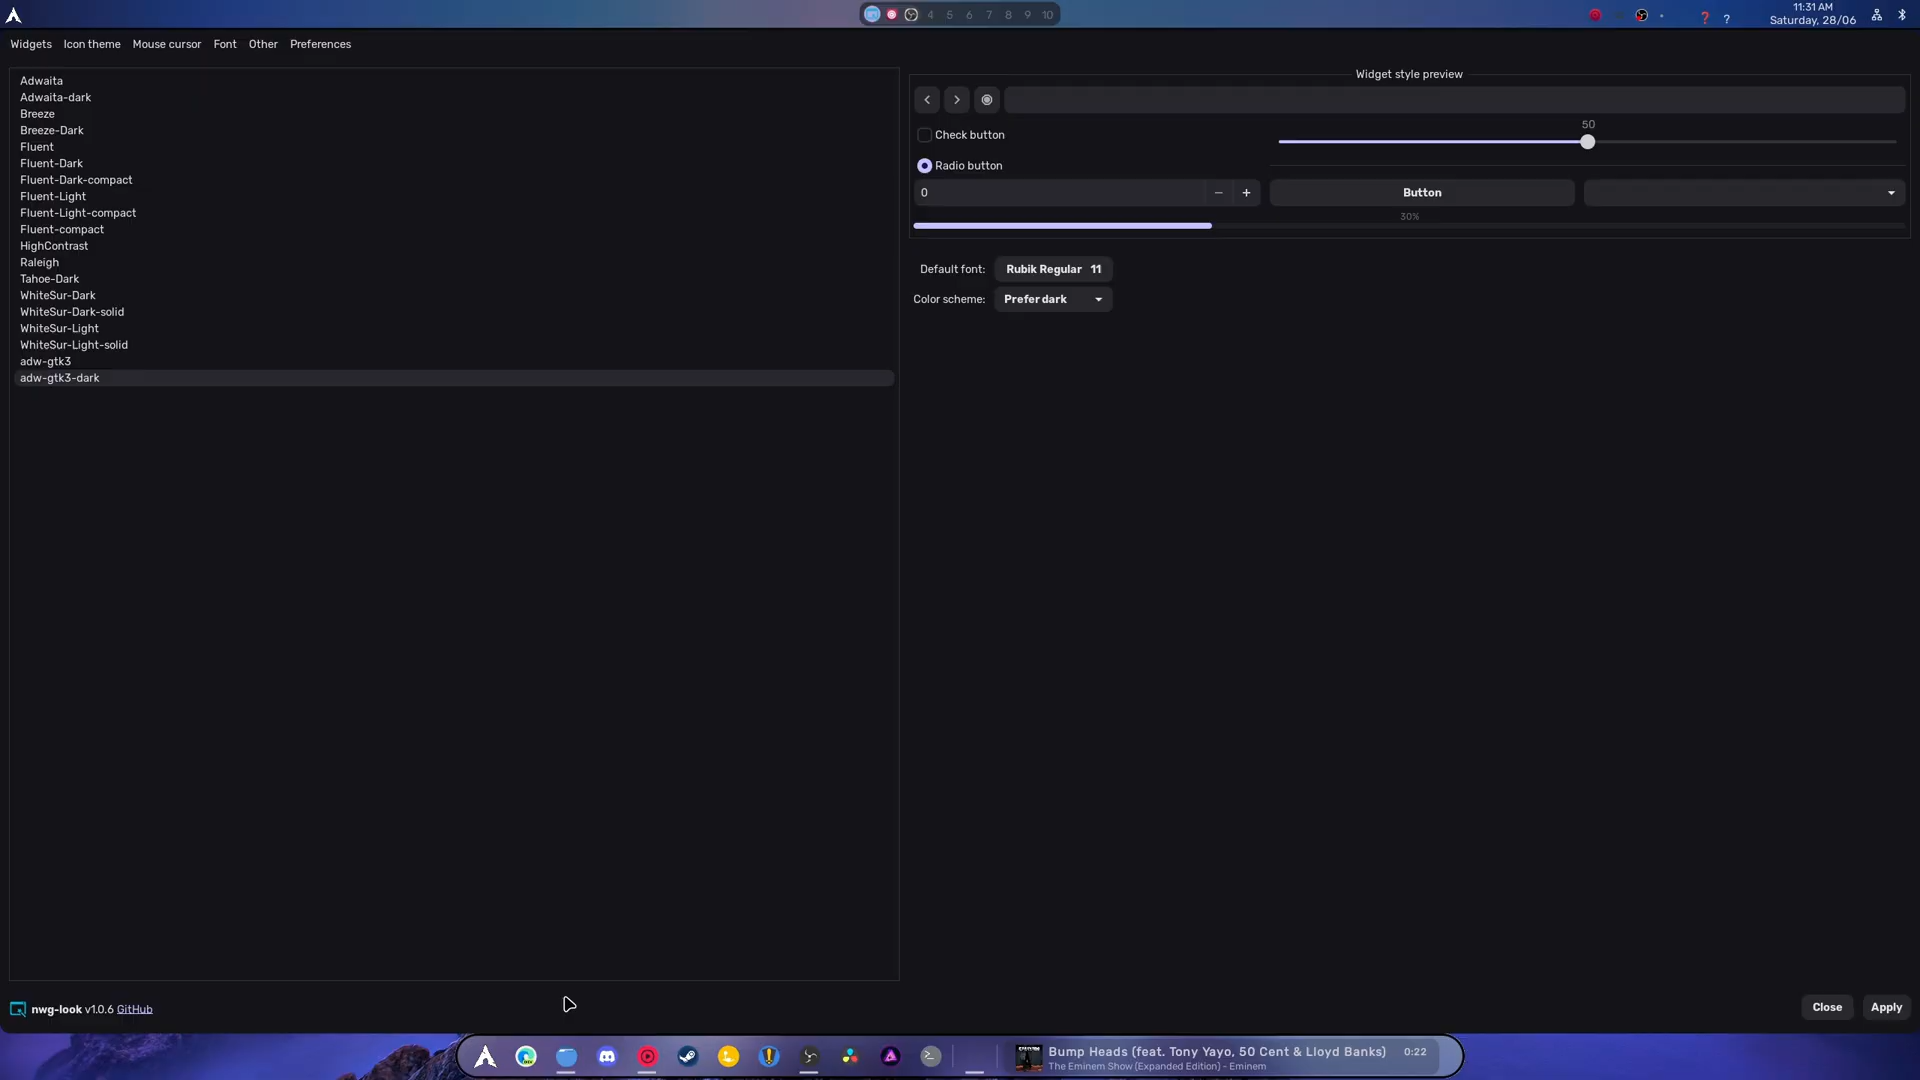 4 5 6 7 8 9 10
11:31 AM
Saturday, 28/06
Widgets Icon theme Mouse cursor Font Other Preferences
Adwaita
Adwaita-dark
Breeze
Breeze-Dark
Fluent
Fluent-Dark
Fluent-Dark-compact
Fluent-Light
Fluent-Light-compact
Fluent-compact
HighContrast
Raleigh
Tahoe-Dark
WhiteSur-Dark
WhiteSur-Dark-solid
WhiteSur-Light
WhiteSur-Light-solid
adw-gtk3
adw-gtk3-dark
Widget style preview
Check button
50
Radio button
0
Button
30%
Default font: Rubik Regular 11
Color scheme: Prefer dark
nwg-look v1.0.6 GitHub
Close Apply
Bump Heads (feat. Tony Yayo, 50 Cent & Lloyd Banks) 0:22
The Eminem Show (Expanded Edition) - Eminem